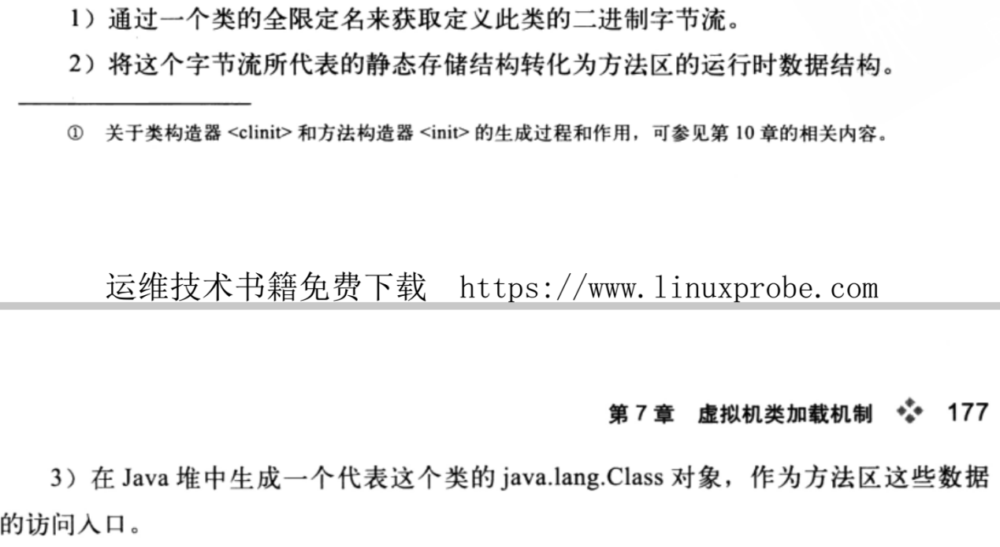 1）通过一个类的全限定名来获取定义此类的二进制字节流。
2）将这个字节流所代表的静态存储结构转化为方法区的运行时数据结构。
① 关于类构造器 <clinit> 和方法构造器 <init> 的生成过程和作用，可参见第 10 章的相关内容。
运维技术书籍免费下载 https://www.linuxprobe.com
第 7 章 虚拟机类加载机制 177
3）在 Java 堆中生成一个代表这个类的 java.lang.Class 对象，作为方法区这些数据
的访问入口。